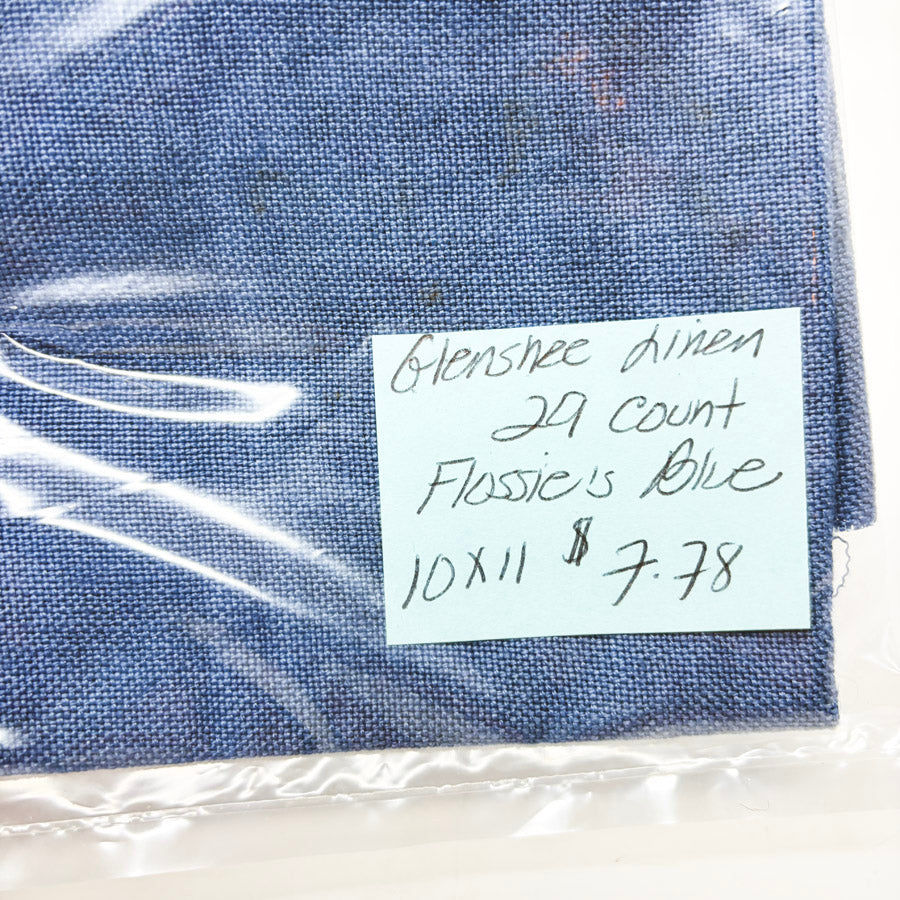 Glenshee Linen
29 count
Flossie's Blue
10x11 $7.78